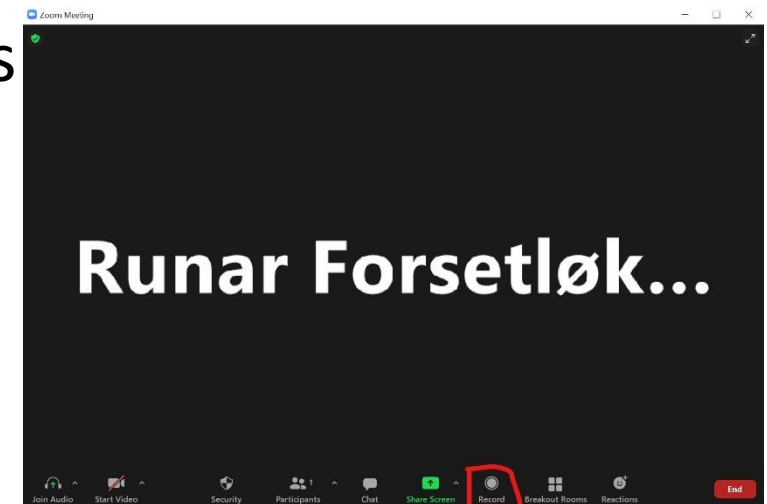 Zoom Meeting
s
Runar Forsetløk...
Join Audio Start Video Security Participants 1 Chat Share Screen Record Breakout Rooms Reactions End